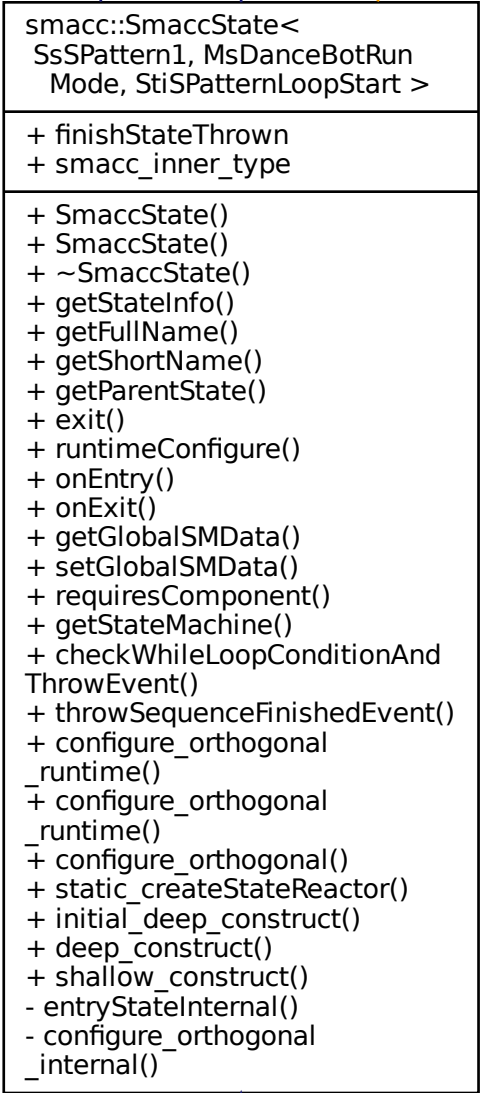 smacc::SmaccState<
SsSPattern1, MsDanceBotRun
Mode, StiSPatternLoopStart >
+ finishStateThrown
+ smacc_inner_type
+ SmaccState()
+ SmaccState()
+ ~SmaccState()
+ getStateInfo()
+ getFullName()
+ getShortName()
+ getParentState()
+ exit()
+ runtimeConfigure()
+ onEntry()
+ onExit()
+ getGlobalSMData()
+ setGlobalSMData()
+ requiresComponent()
+ getStateMachine()
+ checkWhileLoopConditionAnd
ThrowEvent()
+ throwSequenceFinishedEvent()
+ configure_orthogonal
_runtime()
+ configure_orthogonal
_runtime()
+ configure_orthogonal()
+ static_createStateReactor()
+ initial_deep_construct()
+ deep_construct()
+ shallow_construct()
- entryStateInternal()
- configure_orthogonal
_internal()